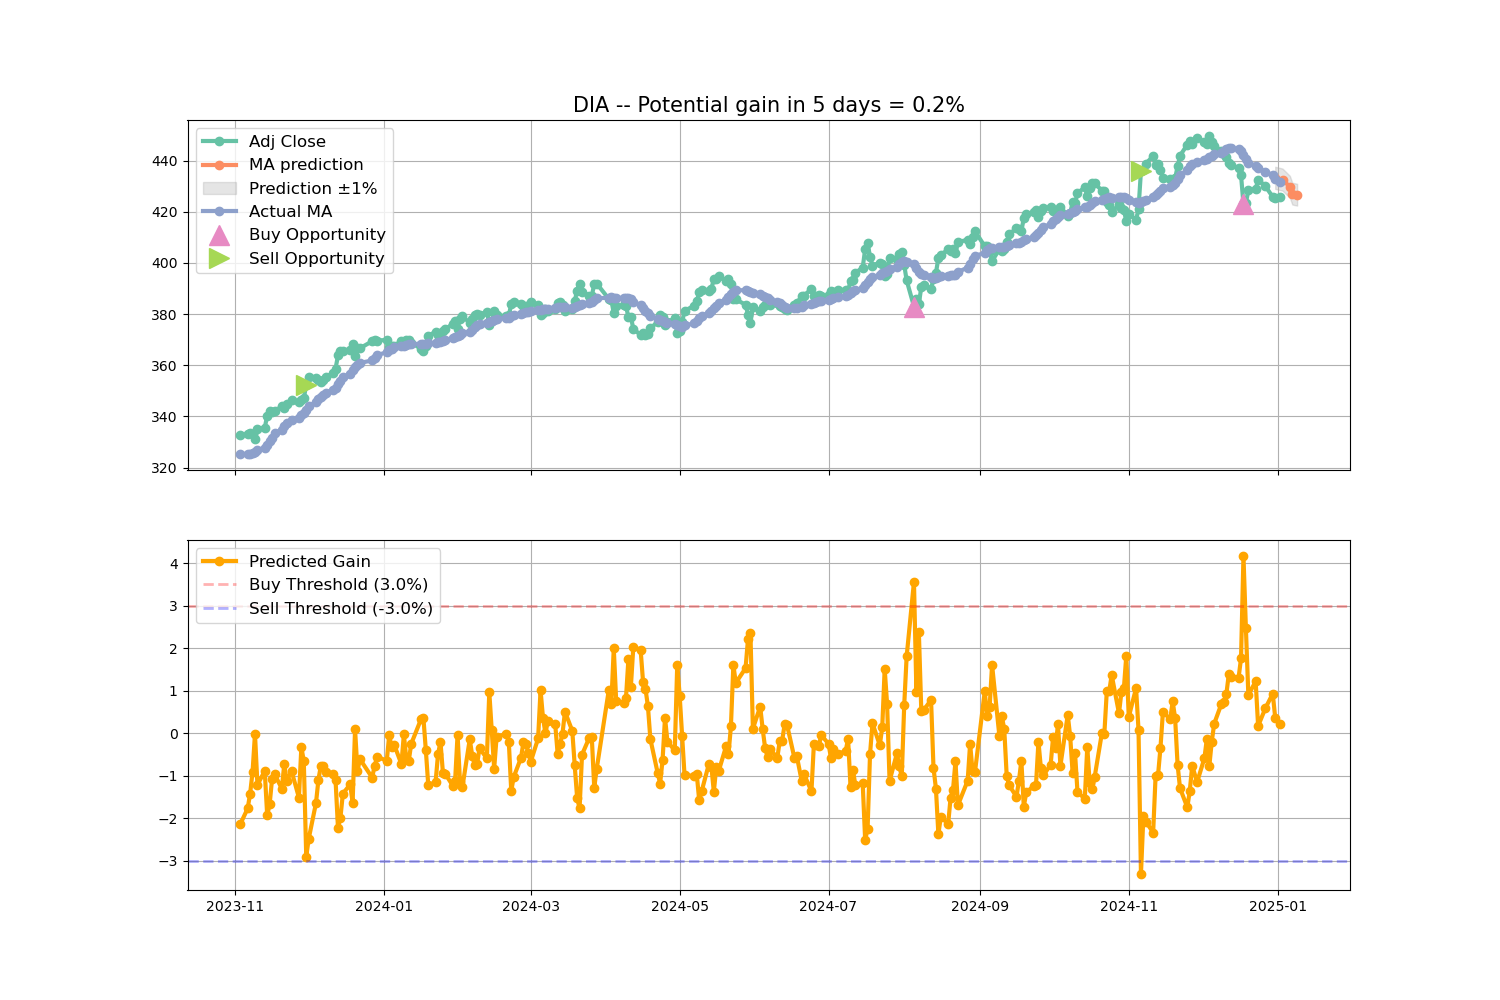 DIA -- Potential gain in 5 days = 0.2%
Adj Close
MA prediction
Prediction ±1%
Actual MA
Buy Opportunity
Sell Opportunity
440
420
400
380
360
340
320
Predicted Gain
Buy Threshold (3.0%)
Sell Threshold (-3.0%)
4
3
2
1
0
−1
−2
−3
2023-11
2024-01
2024-03
2024-05
2024-07
2024-09
2024-11
2025-01